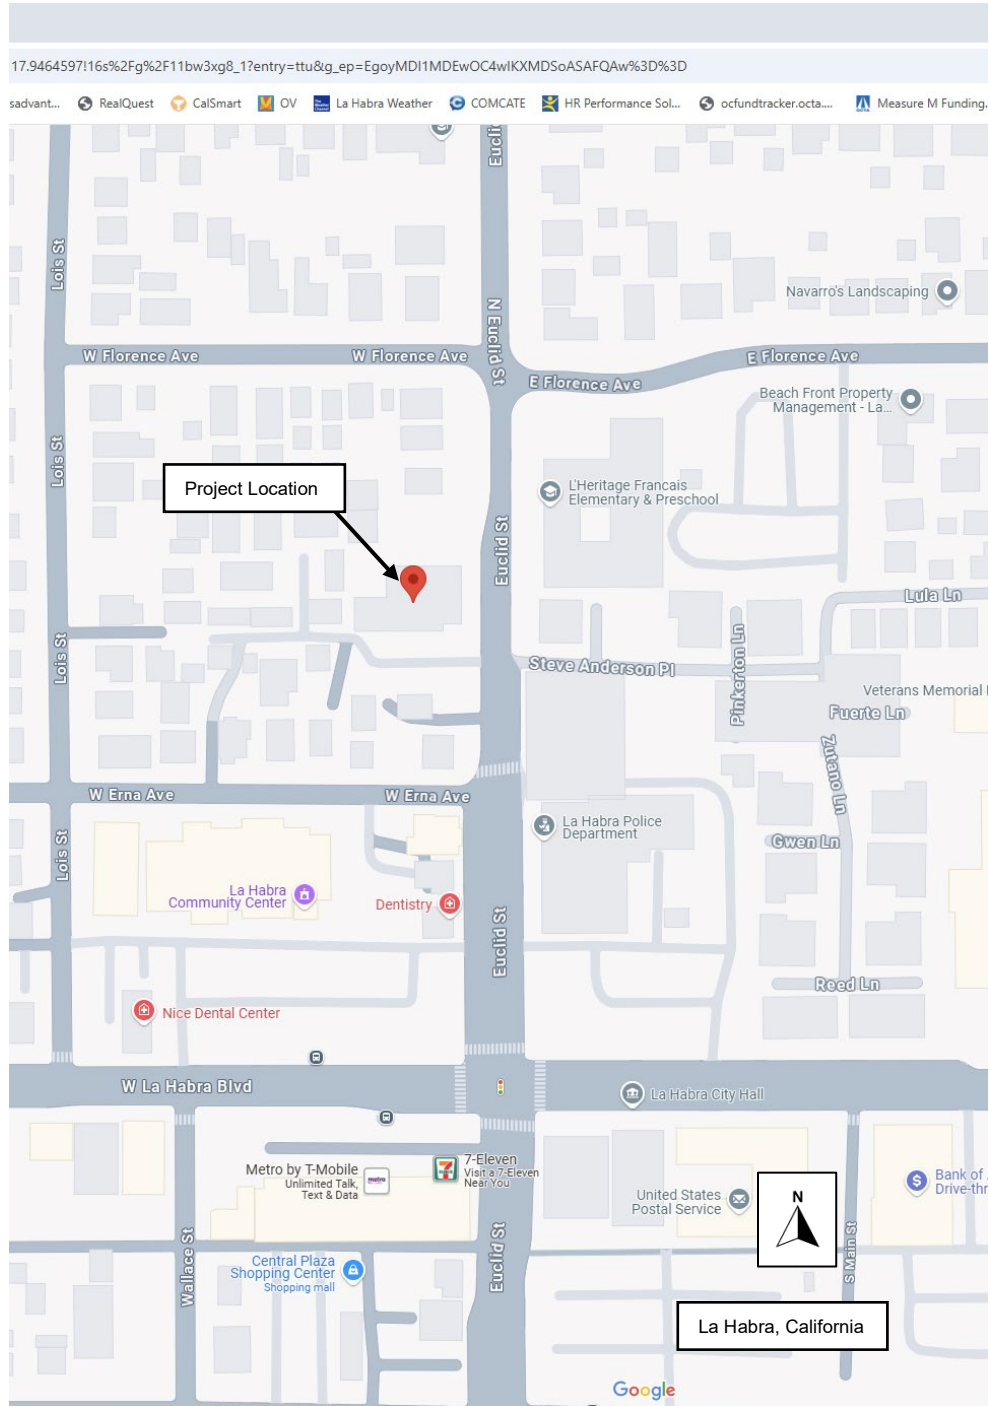 17.9464597!16s%2Fg%2F11bw3xg8_1?entry=ttu&g_ep=EgoyMDI1MDEwOC4wIKXMDSoASAFQAw%3D%3D
sadvant...
RealQuest
CalSmart
OV
La Habra Weather
COMCATE
HR Performance Sol...
ocfundtracker.octa....
Measure M Funding.
Eucli
Lois St
N Euclid St
Navarro's Landscaping
W Florence Ave
W Florence Ave
E Florence Ave
E Florence Ave
Beach Front Property
Management - La...
Lois St
Project Location
L'Heritage Francais
Elementary & Preschool
Euclid St
Lula Ln
Lois St
Steve Anderson Pl
Pinkerton Ln
Veterans Memorial
Fuerte Ln
Zutano Ln
W Erna Ave
W Erna Ave
La Habra Police
Department
Gwen Ln
Lois St
La Habra
Community Center
Dentistry
Euclid St
Reed Ln
Nice Dental Center
W La Habra Blvd
La Habra City Hall
Metro by T-Mobile
Unlimited Talk,
Text & Data
metro
7-Eleven
Visit a 7-Eleven
Near You
United States
Postal Service
N
Bank of
Drive-thr
Wallace St
Central Plaza
Shopping Center
Shopping mall
Euclid St
S Main St
La Habra, California
Google